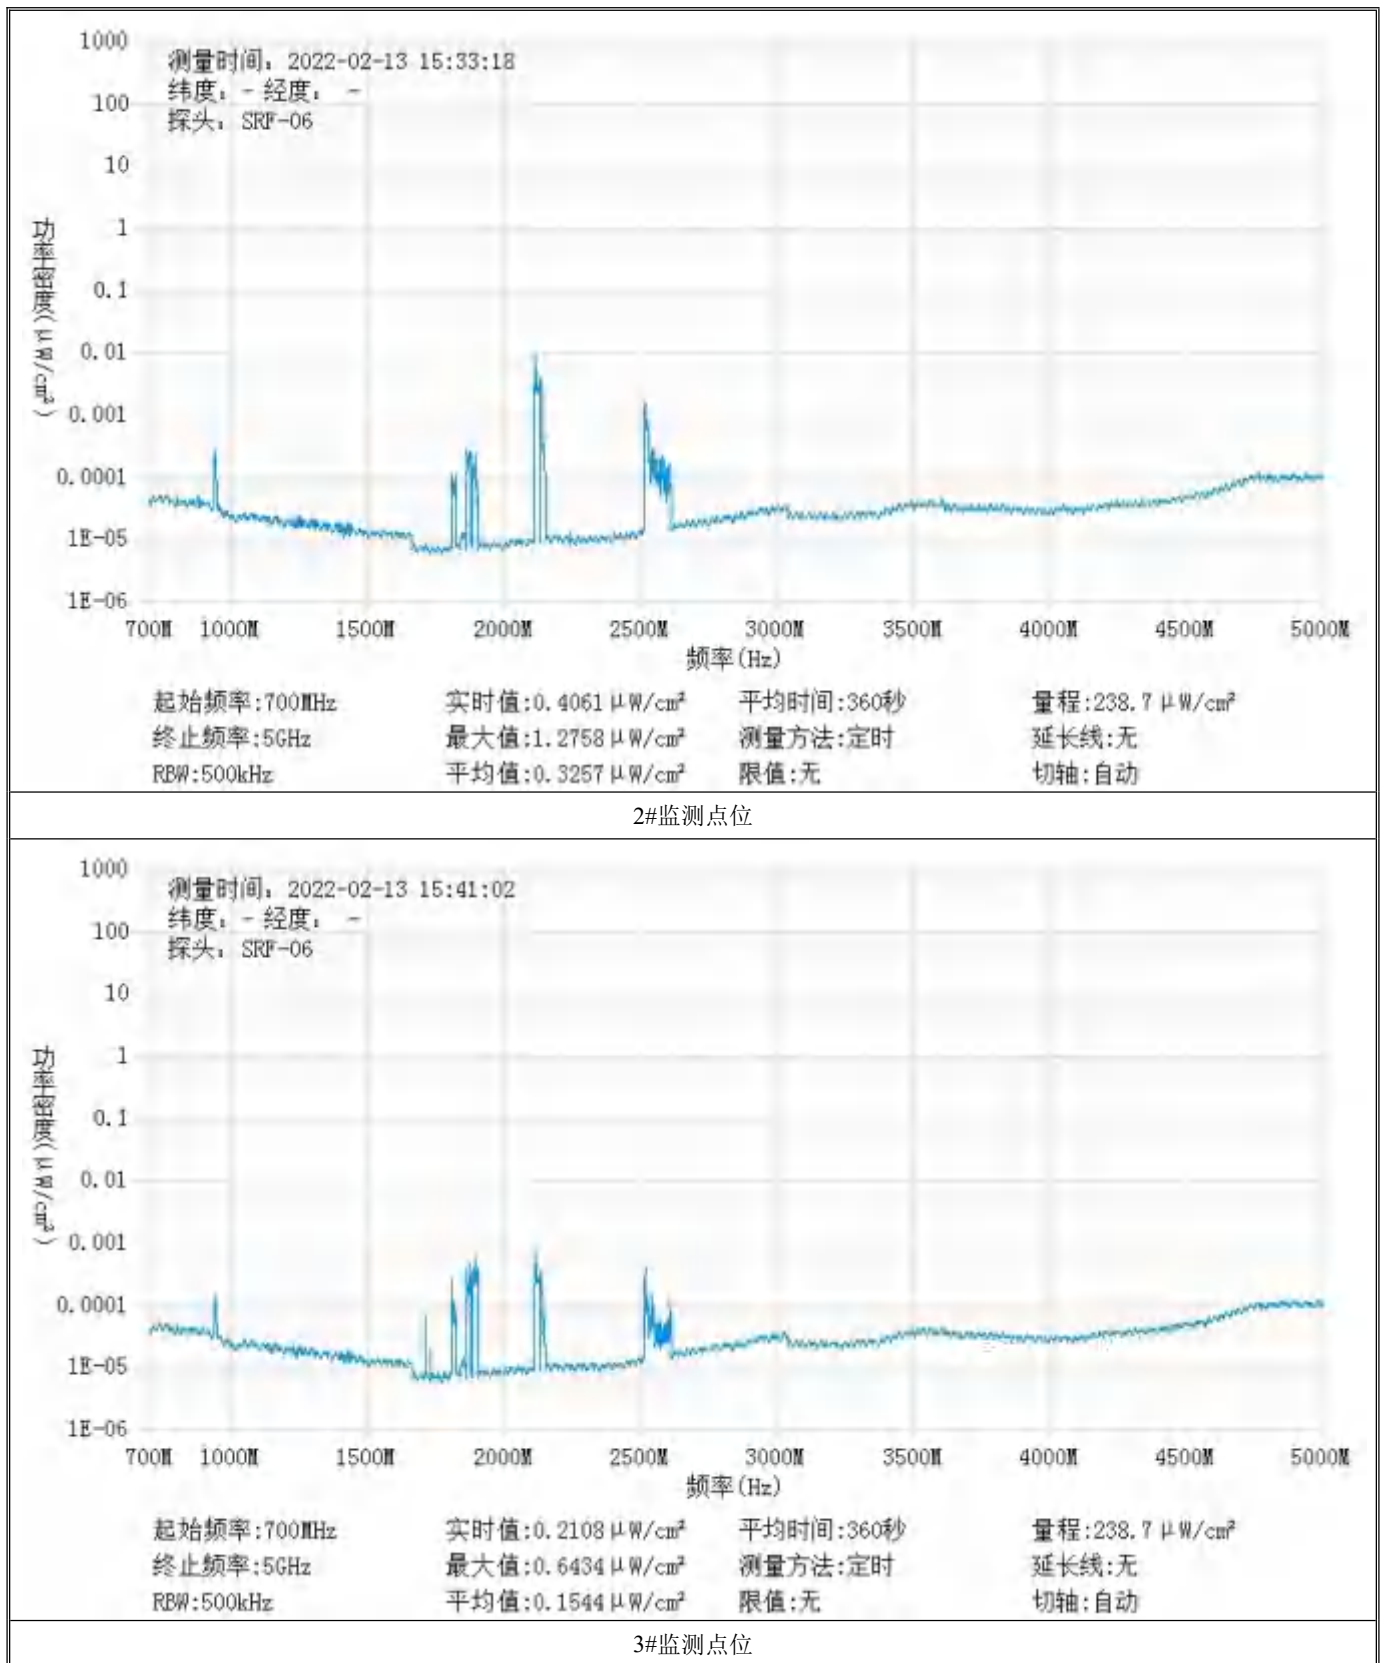 1000
测量时间: 2022-02-13 15:33:18
纬度: - 经度: -
100
探头: SRF-06
10
1
0.1
0.01
0.001
0.0001
1E-05
1E-06
功率密度(μW/cm²)
700M 1000M 1500M 2000M 2500M 3000M 3500M 4000M 4500M 5000M
频率(Hz)
起始频率:700MHz 实时值:0.4061μW/cm² 平均时间:360秒 量程:238.7μW/cm²
终止频率:5GHz 最大值:1.2758μW/cm² 测量方法:定时 延长线:无
RBW:500kHz 平均值:0.3257μW/cm² 限值:无 切轴:自动
2#监测点位
1000
测量时间: 2022-02-13 15:41:02
纬度: - 经度: -
100
探头: SRF-06
10
1
0.1
0.01
0.001
0.0001
1E-05
1E-06
功率密度(μW/cm²)
700M 1000M 1500M 2000M 2500M 3000M 3500M 4000M 4500M 5000M
频率(Hz)
起始频率:700MHz 实时值:0.2108μW/cm² 平均时间:360秒 量程:238.7μW/cm²
终止频率:5GHz 最大值:0.6434μW/cm² 测量方法:定时 延长线:无
RBW:500kHz 平均值:0.1544μW/cm² 限值:无 切轴:自动
3#监测点位